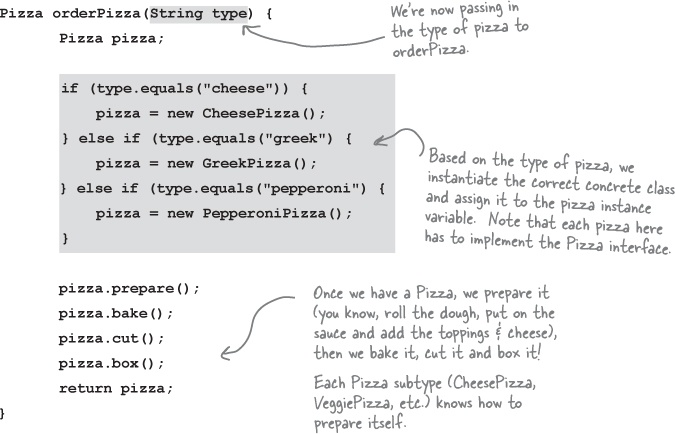 Pizza orderPizza(String type) {
Pizza pizza;
We're now passing in
the type of pizza to
orderPizza.
if (type.equals("cheese")) {
pizza = new CheesePizza();
} else if (type.equals("greek") {
pizza = new GreekPizza();
} else if (type.equals("pepperoni") {
pizza = new PepperoniPizza();
}
Based on the type of pizza, we
instantiate the correct concrete class
and assign it to the pizza instance
variable. Note that each pizza here
has to implement the Pizza interface.
pizza.prepare();
pizza.bake();
pizza.cut();
pizza.box();
return pizza;
}
Once we have a Pizza, we prepare it
(you know, roll the dough, put on the
sauce and add the toppings & cheese),
then we bake it, cut it and box it!
Each Pizza subtype (CheesePizza,
VeggiePizza, etc.) knows how to
prepare itself.